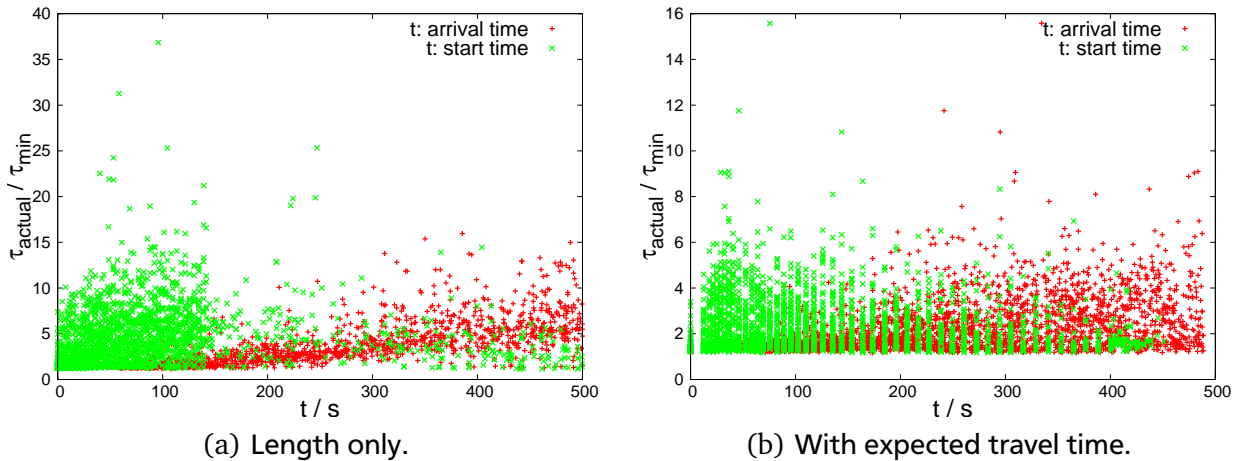 40
35
30
25
20
15
10
5
0
τactual / τmin
t: arrival time
t: start time
0 100 200 300 400 500
t / s
(a) Length only.
16
14
12
10
8
6
4
2
0
τactual / τmin
t: arrival time
t: start time
0 100 200 300 400 500
t / s
(b) With expected travel time.